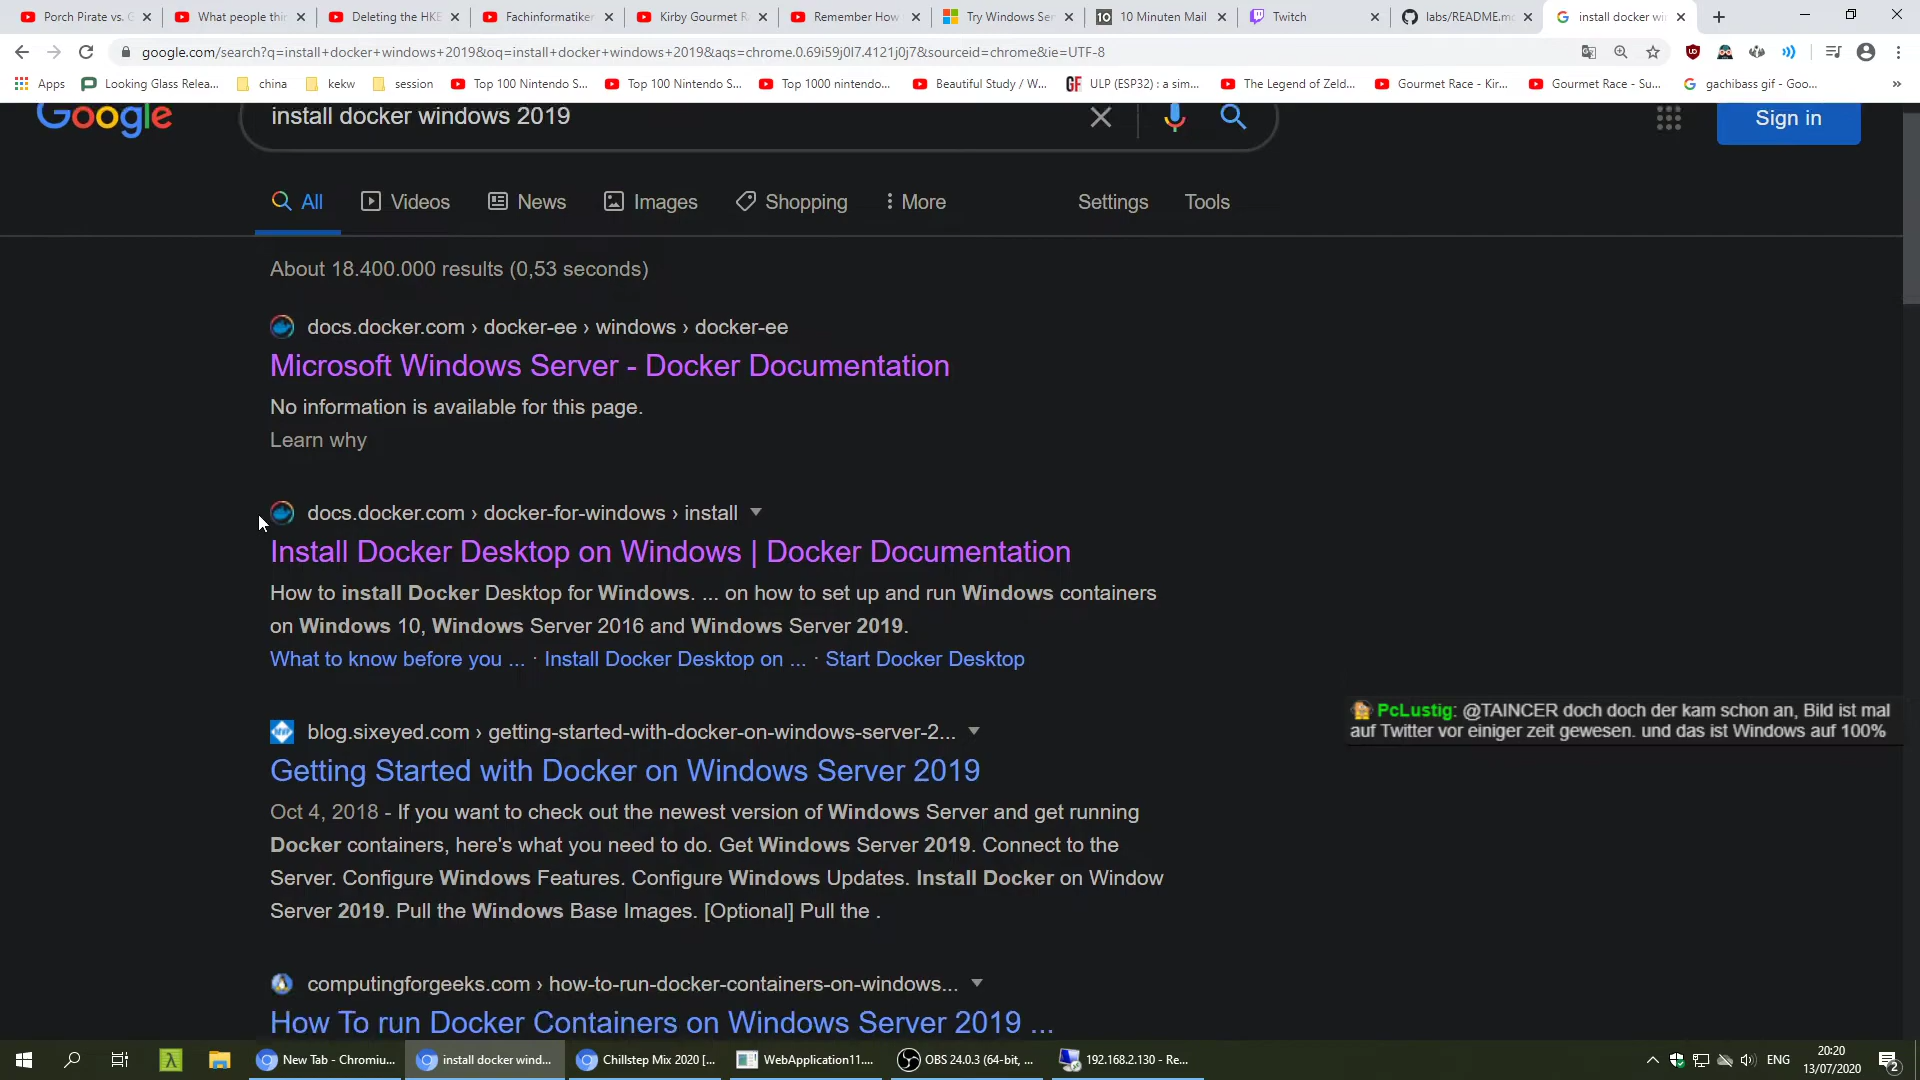 Porch Pirate vs. G
What people thin
Deleting the HKE
Fachinformatiker
Kirby Gourmet R
Remember How
Try Windows Ser
10 Minuten Mail
Twitch
labs/README.md
install docker win
google.com/search?q=install+docker+windows+2019&oq=install+docker+windows+2019&aqs=chrome.0.69i59j0l7.4121j0j7&sourceid=chrome&ie=UTF-8
Apps
Looking Glass Relea...
china
kekw
session
Top 100 Nintendo S...
Top 100 Nintendo S...
Top 1000 nintendo...
Beautiful Study / W...
ULP (ESP32) : a sim...
The Legend of Zeld...
Gourmet Race - Kir...
Gourmet Race - Su...
gachibass gif - Goo...
Google
install docker windows 2019
Sign in
All
Videos
News
Images
Shopping
More
Settings
Tools
About 18.400.000 results (0,53 seconds)
docs.docker.com › docker-ee › windows › docker-ee
Microsoft Windows Server - Docker Documentation
No information is available for this page.
Learn why
docs.docker.com › docker-for-windows › install
Install Docker Desktop on Windows | Docker Documentation
How to install Docker Desktop for Windows. ... on how to set up and run Windows containers
on Windows 10, Windows Server 2016 and Windows Server 2019.
What to know before you ... · Install Docker Desktop on ... · Start Docker Desktop
PcLustig: @TAINCER doch doch der kam schon an, Bild ist mal
auf Twitter vor einiger zeit gewesen. und das ist Windows auf 100%
blog.sixeyed.com › getting-started-with-docker-on-windows-server-2...
Getting Started with Docker on Windows Server 2019
Oct 4, 2018 - If you want to check out the newest version of Windows Server and get running
Docker containers, here's what you need to do. Get Windows Server 2019. Connect to the
Server. Configure Windows Features. Configure Windows Updates. Install Docker on Window
Server 2019. Pull the Windows Base Images. [Optional] Pull the .
computingforgeeks.com › how-to-run-docker-containers-on-windows...
How To run Docker Containers on Windows Server 2019 ...
New Tab - Chromiu...
install docker wind...
Chillstep Mix 2020 [...
WebApplication11....
OBS 24.0.3 (64-bit, ...
192.168.2.130 - Re...
ENG
20:20
13/07/2020
2